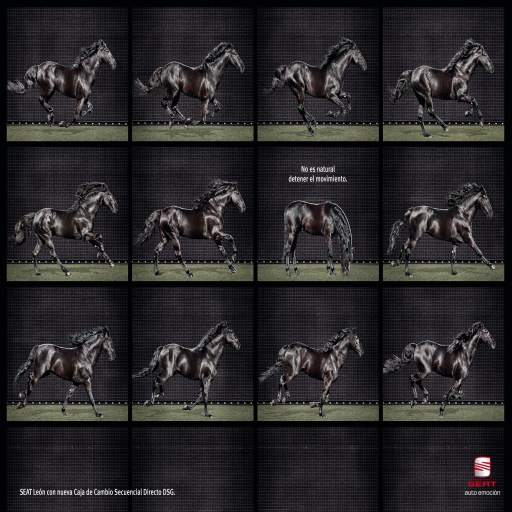 No es natural
detener el movimiento.
SEAT León con nueva Caja de Cambio Secuencial Directo DSG.
SEAT
auto emoción